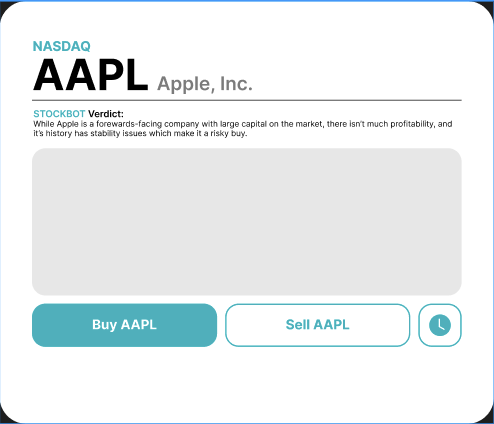 NASDAQ
AAPL Apple, Inc.
STOCKBOT Verdict:
While Apple is a forewards-facing company with large capital on the market, there isn't much profitability, and
it's history has stability issues which make it a risky buy.
Buy AAPL
Sell AAPL